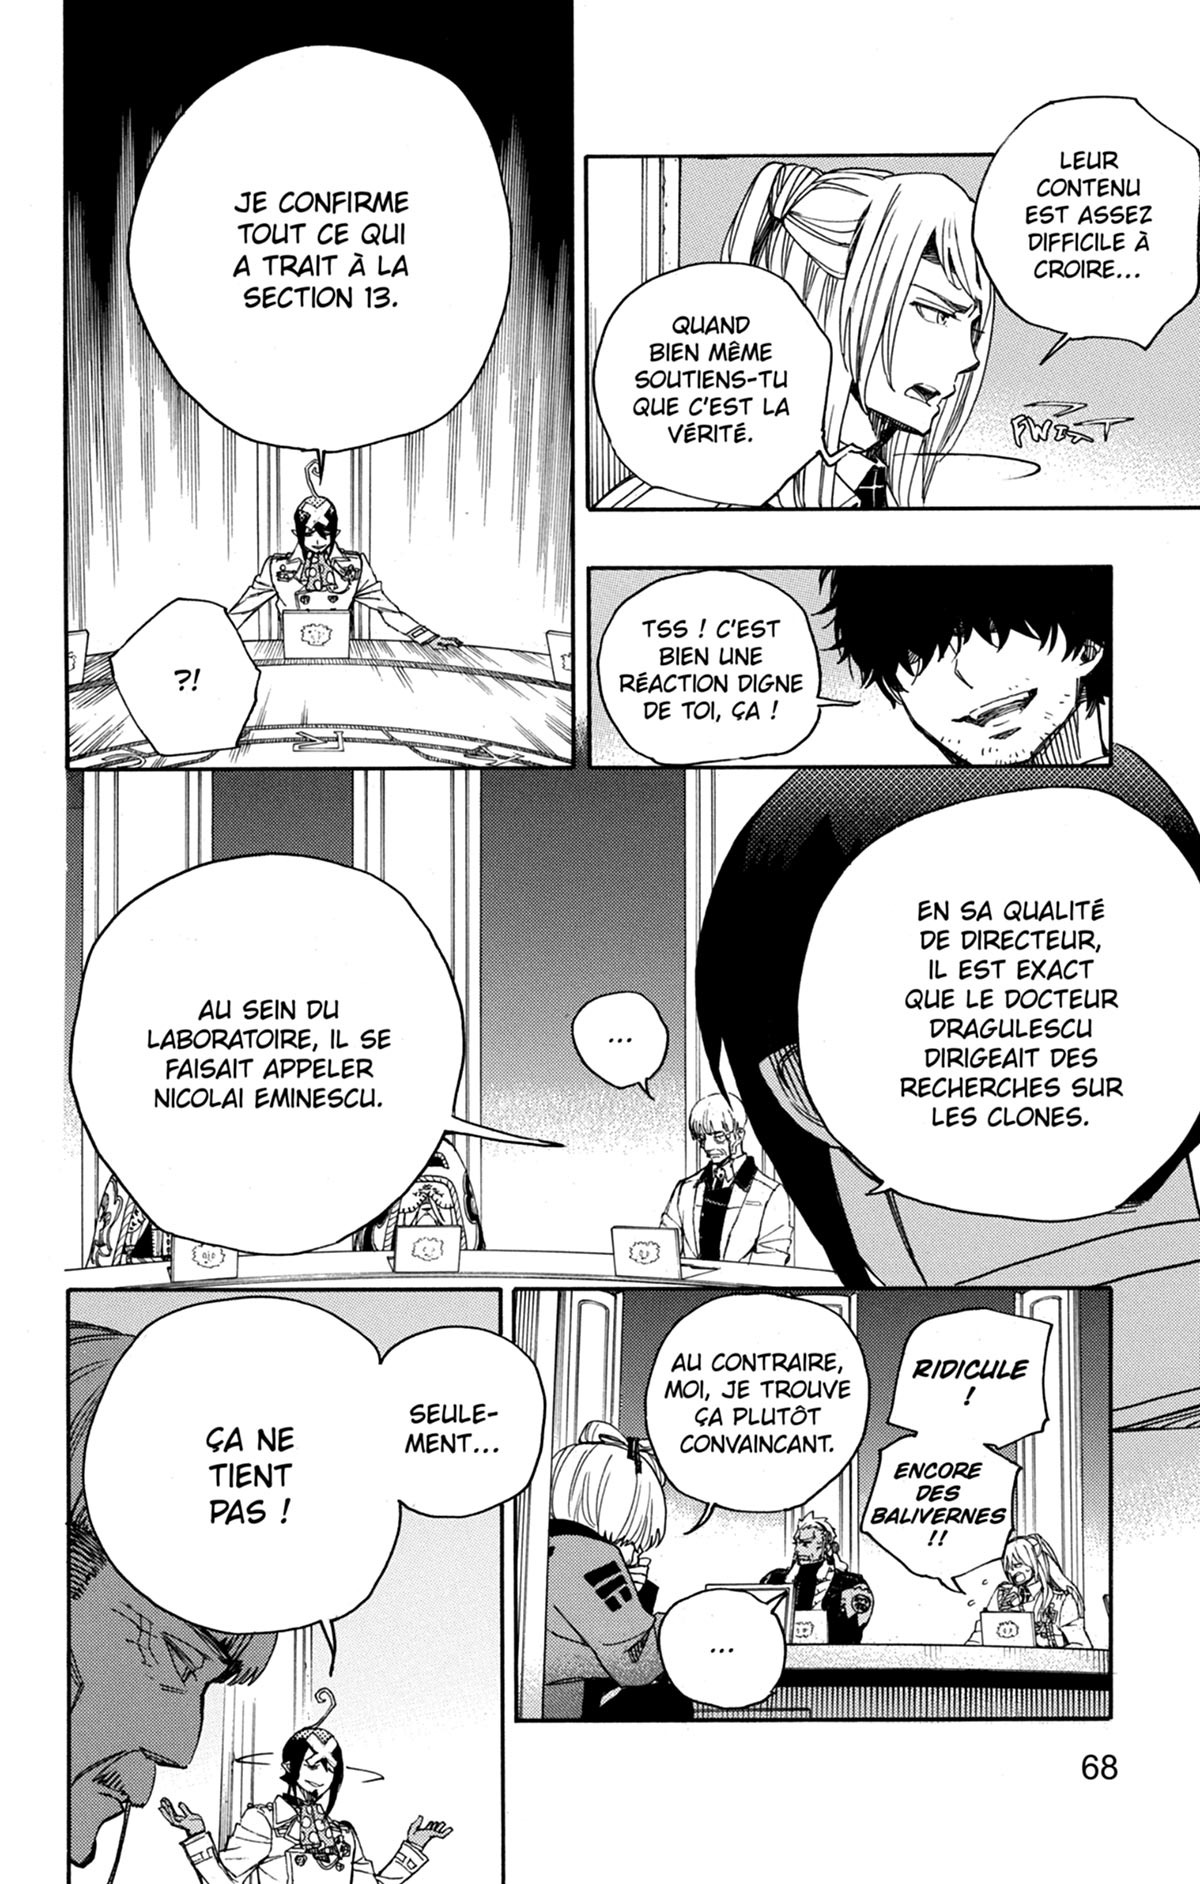 LEUR
CONTENU
EST ASSEZ
DIFFICILE À
CROIRE...
QUAND
BIEN MÊME
SOUTIENS-TU
QUE C'EST LA
VÉRITÉ.
TSS ! C'EST
BIEN UNE
RÉACTION DIGNE
DE TOI, ÇA !
JE CONFIRME
TOUT CE QUI
A TRAIT À LA
SECTION 13.
?!
EN SA QUALITÉ
DE DIRECTEUR,
IL EST EXACT
QUE LE DOCTEUR
DRAGULESCU
DIRIGEAIT DES
RECHERCHES SUR
LES CLONES.
...
AU SEIN DU
LABORATOIRE, IL SE
FAISAIT APPELER
NICOLAI EMINESCU.
RIDICULE
!
ENCORE
DES
BALIVERNES
!!
AU CONTRAIRE,
MOI, JE TROUVE
ÇA PLUTÔT
CONVAINCANT.
...
SEULE-
MENT...
ÇA NE
TIENT
PAS !
68